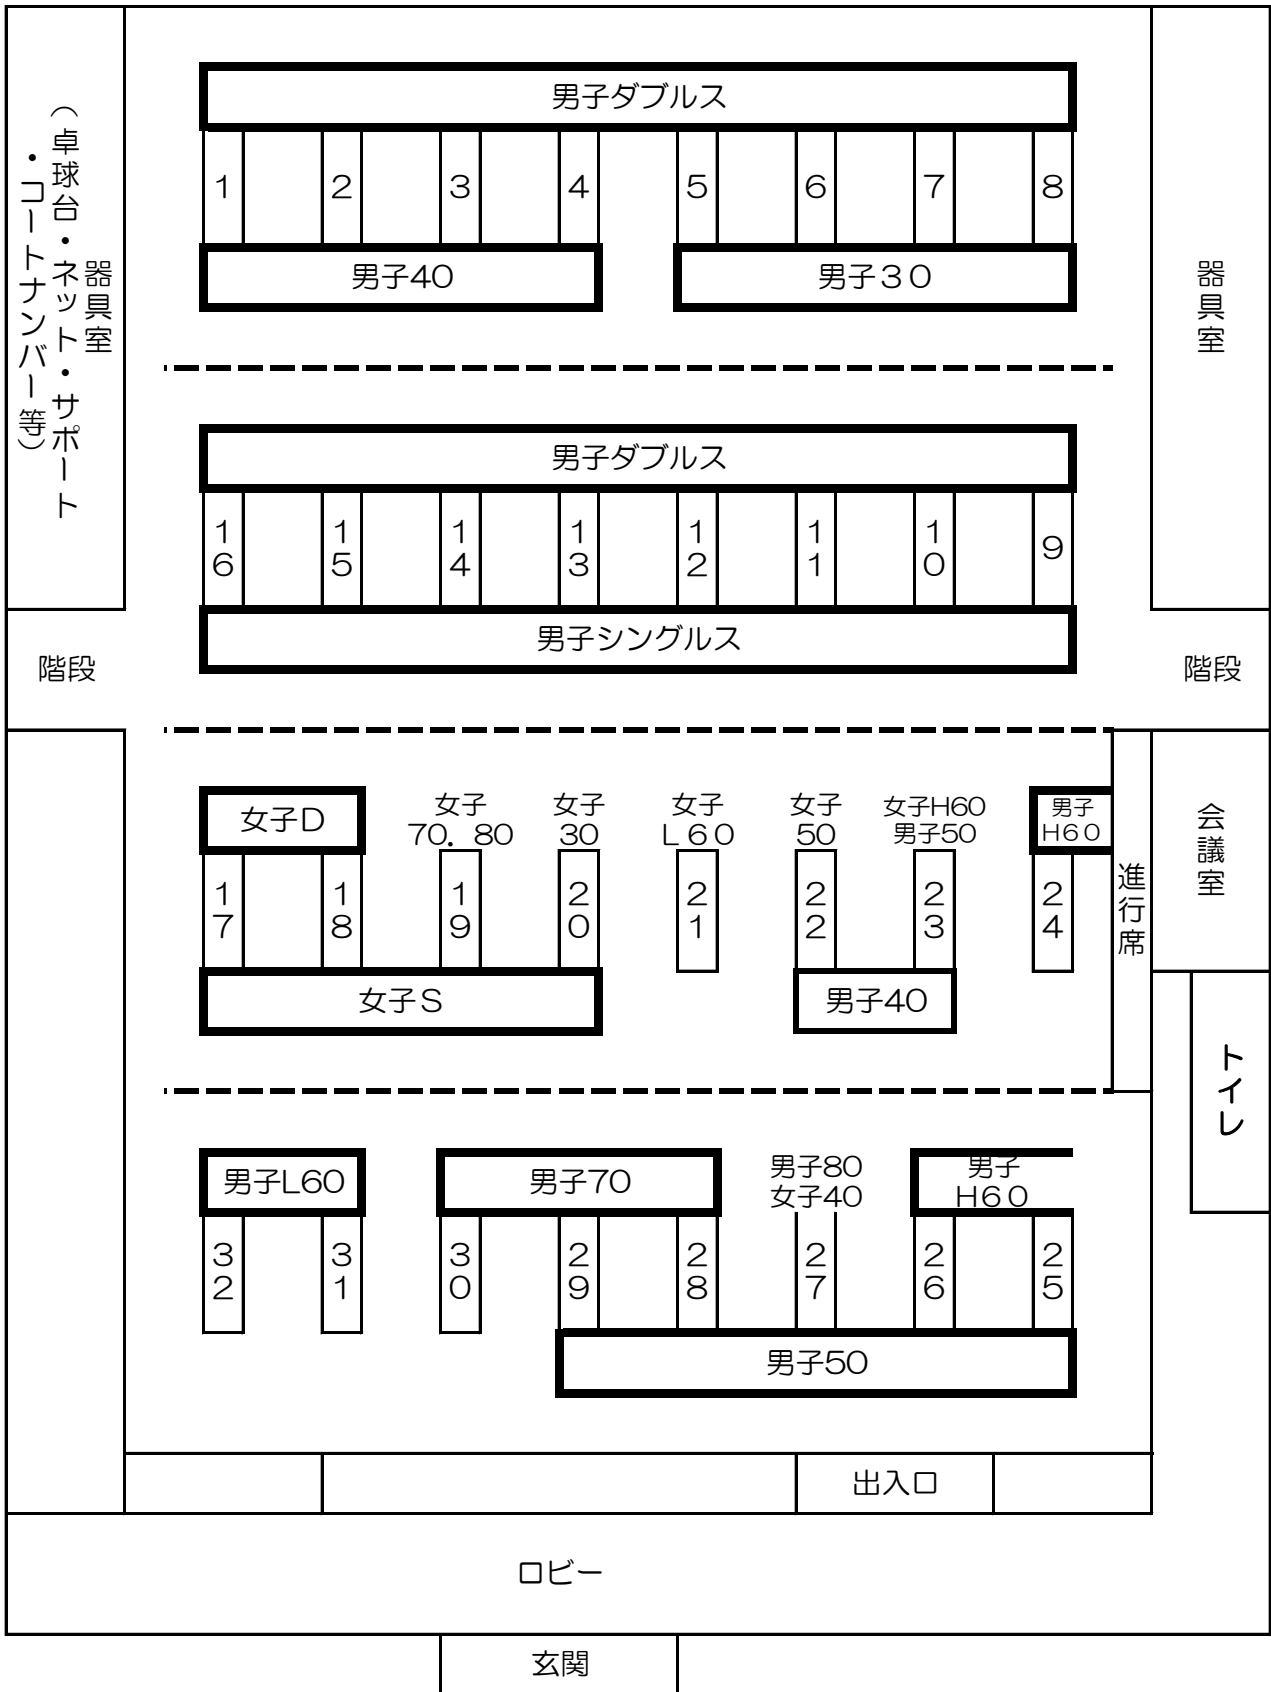 器具室
（卓球台・ネット・サポート
・コートナンバー等）
男子ダブルス
1 2 3 4 5 6 7 8
男子40
男子３０
器具室
男子ダブルス
16 15 14 13 12 11 10 9
男子シングルス
階段
階段
女子D
女子
70．80
女子
30
女子
Ｌ６０
女子
50
女子H60
男子50
男子
H６０
17 18 19 20 21 22 23 24
女子Ｓ
男子40
進行席
会議室
トイレ
男子L60
男子70
男子80
女子40
男子
H６０
32 31 30 29 28 27 26 25
男子50
出入口
ロビー
玄関